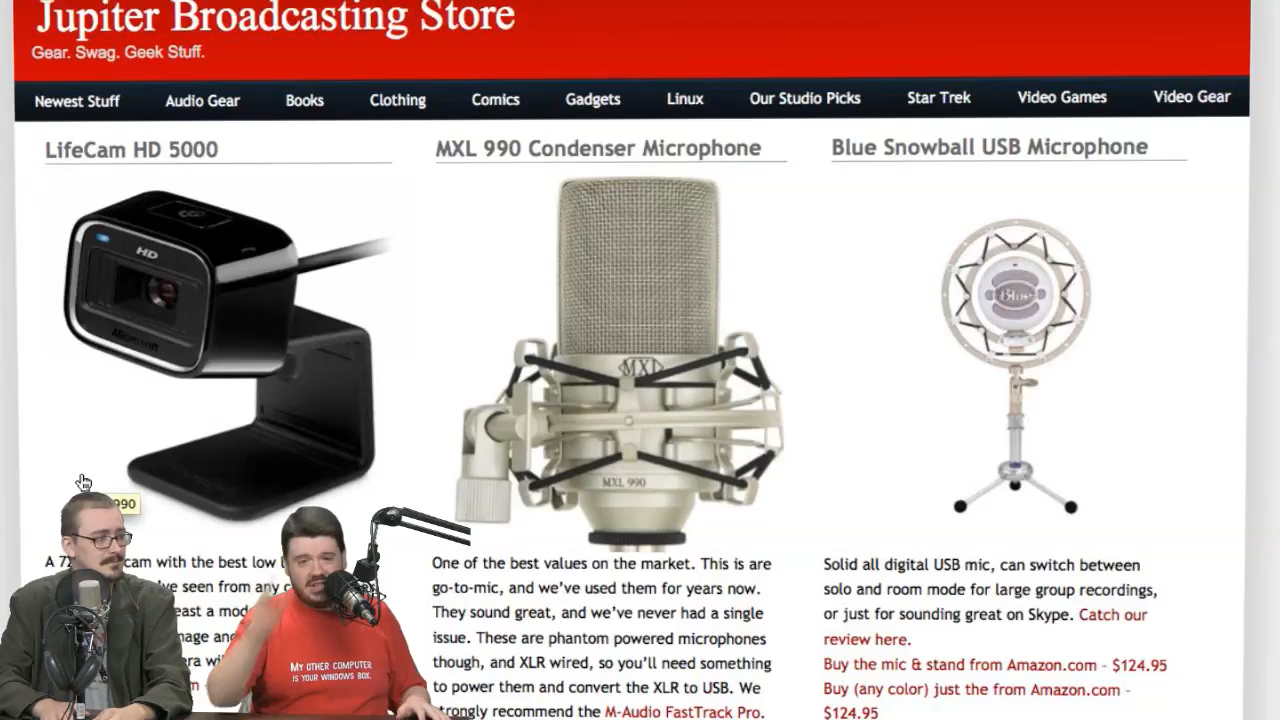 Jupiter Broadcasting Store
Gear. Swag. Geek Stuff.
Newest Stuff Audio Gear Books Clothing Comics Gadgets Linux Our Studio Picks Star Trek Video Games Video Gear
LifeCam HD 5000
HD
Microsoft
990
A 72 cam with the best low l
've seen from any c
east a mod
nage and
era wi
MXL 990 Condenser Microphone
MXL
MXL 990
One of the best values on the market. This is are
go-to-mic, and we've used them for years now.
They sound great, and we've never had a single
issue. These are phantom powered microphones
though, and XLR wired, so you'll need something
to power them and convert the XLR to USB. We
strongly recommend the M-Audio FastTrack Pro.
Blue Snowball USB Microphone
Blue
Solid all digital USB mic, can switch between
solo and room mode for large group recordings,
or just for sounding great on Skype. Catch our
review here.
Buy the mic & stand from Amazon.com - $124.95
Buy (any color) just the from Amazon.com -
$124.95
MY OTHER COMPUTER
IS YOUR WINDOWS BOX.